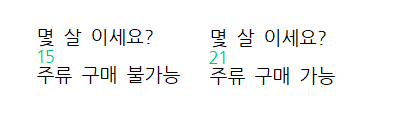 몇 살 이세요?
15
주류 구매 불가능
몇 살 이세요?
21
주류 구매 가능